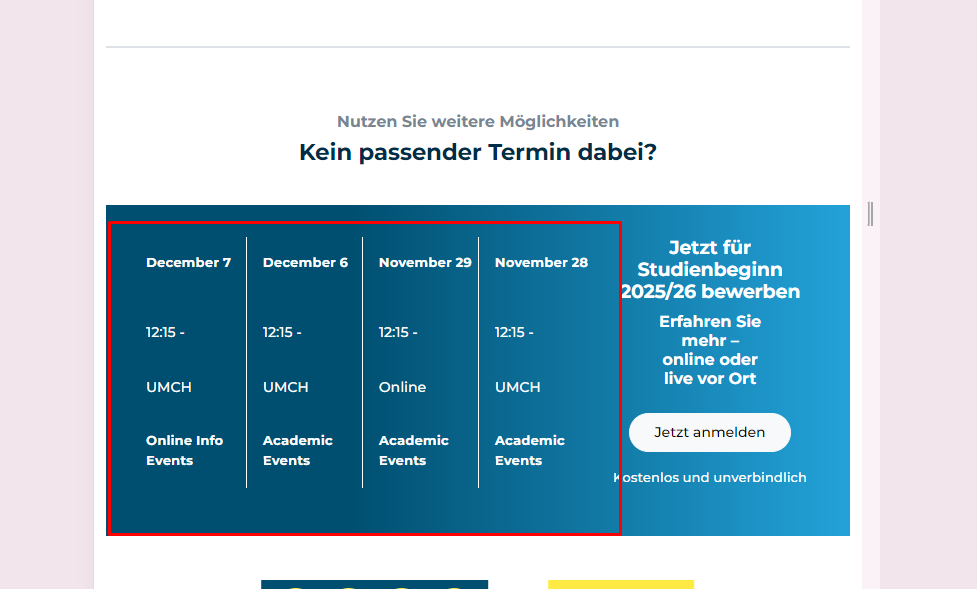 Nutzen Sie weitere Möglichkeiten
Kein passender Termin dabei?
December 7
12:15 -
UMCH
Online Info
Events
December 6
12:15 -
UMCH
Academic
Events
November 29
12:15 -
Online
Academic
Events
November 28
12:15 -
UMCH
Academic
Events
Jetzt für
Studienbeginn
2025/26 bewerben
Erfahren Sie
mehr –
online oder
live vor Ort
Jetzt anmelden
Kostenlos und unverbindlich